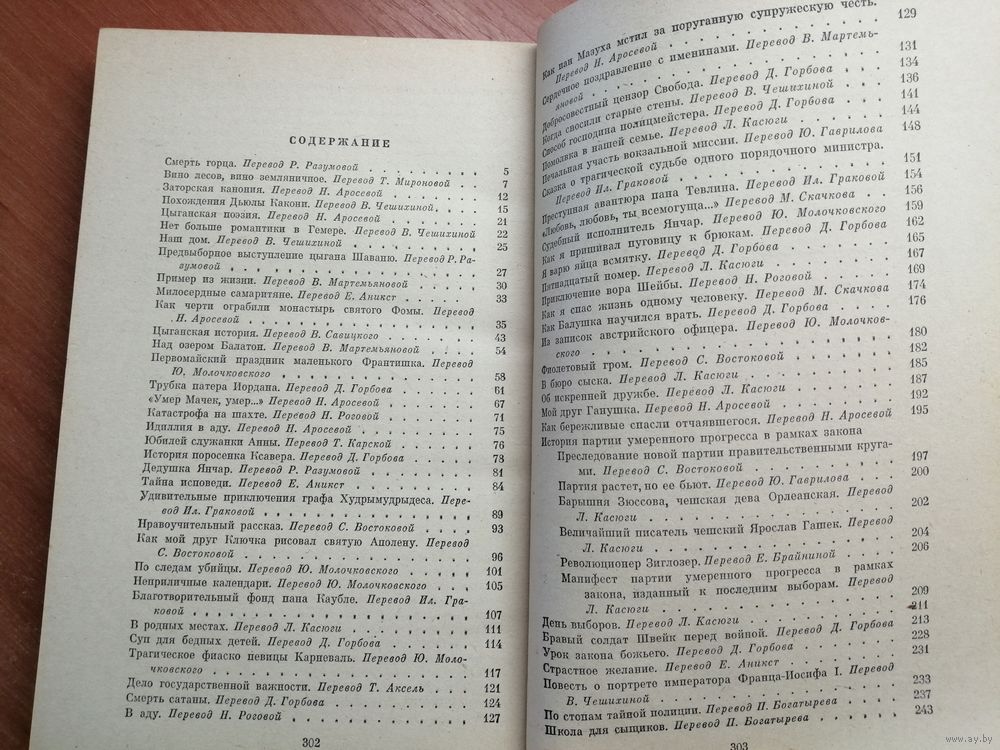 СОДЕРЖАНИЕ
Смерть горца. Перевод Р. Разумовой 5
Вино лесов, вино земляничное. Перевод Т. Мироновой 7
Заторская канония. Перевод Н. Аросевой 12
Похождения Дьюлы Какони. Перевод В. Чешихиной 15
Цыганская поэзия. Перевод Н. Аросевой 21
Нет больше романтики в Гемере. Перевод В. Чешихиной 22
Наш дом. Перевод В. Чешихиной 25
Предвыборное выступление цыгана Шаваню. Перевод Р. Ра-
зумовой 27
Пример из жизни. Перевод В. Мартемьяновой 30
Милосердные самаритяне. Перевод Е. Аникст 33
Как черти ограбили монастырь святого Фомы. Перевод
Н. Аросевой 35
Цыганская история. Перевод В. Савицкого 43
Над озером Балатон. Перевод В. Мартемьяновой 54
Первомайский праздник маленького Франтишка. Перевод
Ю. Молочковского 58
Трубка патера Иордана. Перевод Д. Горбова 61
«Умер Мачек, умер...» Перевод Н. Аросевой 67
Катастрофа на шахте. Перевод Н. Роговой 71
Идиллия в аду. Перевод Н. Аросевой 75
Юбилей служанки Анны. Перевод Т. Карской 76
История поросенка Ксавера. Перевод Д. Горбова 78
Дедушка Янчар. Перевод Р. Разумовой 81
Тайна исповеди. Перевод Е. Аникст 84
Удивительные приключения графа Худрымудрыдеса. Пере-
вод Ил. Граковой 89
Нравоучительный рассказ. Перевод С. Востоковой 93
Как мой друг Ключка рисовал святую Аполену. Перевод
С. Востоковой 96
По следам убийцы. Перевод Ю. Молочковского 101
Неприличные календари. Перевод Ю. Молочковского 105
Благотворительный фонд пана Каубле. Перевод Ил. Гра-
ковой 107
В родных местах. Перевод Л. Касюги 111
Суп для бедных детей. Перевод Д. Горбова 114
Трагическое фиаско певицы Карневаль. Перевод Ю. Моло-
чковского 117
Дело государственной важности. Перевод Т. Аксель 121
Смерть сатаны. Перевод Д. Горбова 124
В аду. Перевод Н. Роговой 127
302
Как пан Мазуха мстил за поруганную супружескую честь.
Перевод Н. Аросевой 129
Сердечное поздравление с именинами. Перевод В. Мартемь-
яновой 131
Добросовестный цензор Свобода. Перевод Д. Горбова 134
Когда сносили старые стены. Перевод В. Чешихиной 136
Способ господина полицмейстера. Перевод Д. Горбова 141
Помолвка в нашей семье. Перевод Л. Касюги 144
Печальная участь вокзальной миссии. Перевод Ю. Гаврилова 148
Сказка о трагической судьбе одного порядочного министра.
Перевод Ил. Граковой 151
Преступная авантюра пана Тевлина. Перевод Ил. Граковой 154
«Любовь, любовь, ты всемогуща...» Перевод М. Скачкова 156
Судебный исполнитель Янчар. Перевод Ю. Молочковского 159
Как я пришивал пуговицу к брюкам. Перевод Д. Горбова 162
Я варю яйца всмятку. Перевод Д. Горбова 165
Пятнадцатый номер. Перевод Л. Касюги 167
Приключение вора Шейбы. Перевод Н. Роговой 169
Как я спас жизнь одному человеку. Перевод М. Скачкова 174
Как Балушка научился врать. Перевод Д. Горбова 176
Из записок австрийского офицера. Перевод Ю. Молочков-
ского 180
Фиолетовый гром. Перевод С. Востоковой 182
В бюро сыска. Перевод Л. Касюги 185
Об искренней дружбе. Перевод Л. Касюги 187
Мой друг Ганушка. Перевод Н. Аросевой 192
Как бережливые спасли отчаявшегося. Перевод Н. Аросевой 195
История партии умеренного прогресса в рамках закона
Преследование новой партии правительственными круга-
ми. Перевод С. Востоковой 197
Партия растет, но ее бьют. Перевод Ю. Гаврилова 200
Барышня Зюссова, чешская дева Орлеанская. Перевод
Л. Касюги 202
Величайший писатель чешский Ярослав Гашек. Перевод
Л. Касюги 204
Революционер Зиглозер. Перевод Е. Брайниной 206
Манифест партии умеренного прогресса в рамках
закона, изданный к последним выборам. Перевод
Л. Касюги 209
День выборов. Перевод Л. Касюги 211
Бравый солдат Швейк перед войной. Перевод Д. Горбова 213
Урок закона божьего. Перевод Д. Горбова 228
Страстное желание. Перевод Е. Аникст 231
Повесть о портрете императора Франца-Иосифа I. Перевод
В. Чешихиной 233
По стопам тайной полиции. Перевод П. Богатырева 237
Школа для сыщиков. Перевод П. Богатырева 243
303
www.ay.by